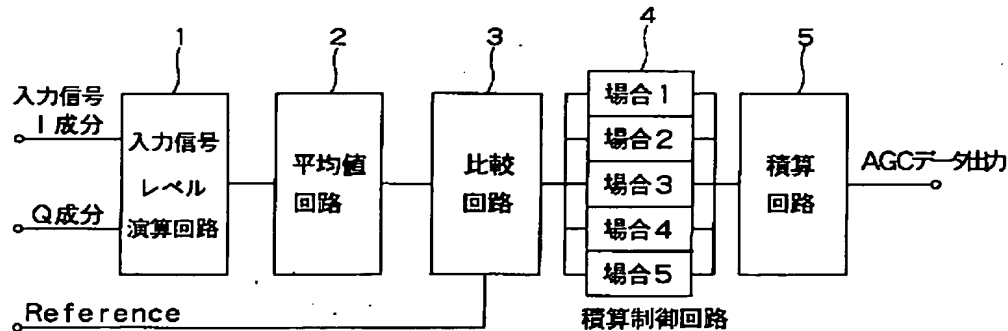 1
2
3
4
5
入力信号
I成分
Q成分
入力信号
レベル
演算回路
平均値
回路
比較
回路
場合1
場合2
場合3
場合4
場合5
積算
回路
AGCデータ出力
Reference
積算制御回路